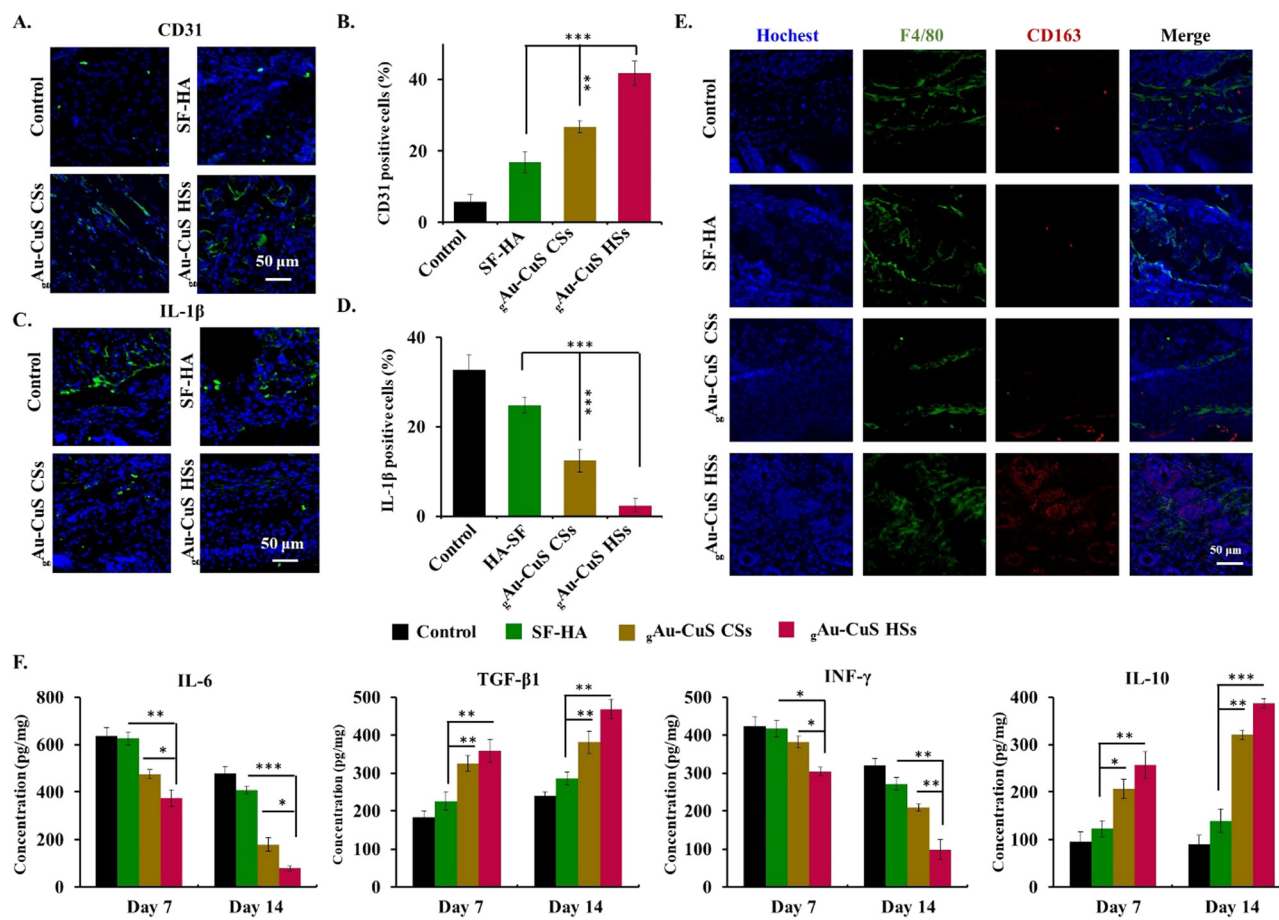 A.
CD31
Control
SF-HA
gAu-CuS CSs
gAu-CuS HSs
50 μm
B.
CD31 positive cells (%)
40
20
0
***
**
Control
SF-HA
gAu-CuS CSs
gAu-CuS HSs
C.
IL-1β
Control
SF-HA
gAu-CuS CSs
gAu-CuS HSs
50 μm
D.
IL-1β positive cells (%)
40
20
0
***
***
Control
HA-SF
gAu-CuS CSs
gAu-CuS HSs
E.
Hochest F4/80 CD163 Merge
Control
SF-HA
gAu-CuS CSs
gAu-CuS HSs
50 μm
Control SF-HA gAu-CuS CSs gAu-CuS HSs
F.
IL-6
Concentration (pg/mg)
800
600
400
200
0
**
*
***
*
Day 7 Day 14
TGF-β1
Concentration (pg/mg)
500
400
300
200
100
0
**
**
**
**
Day 7 Day 14
INF-γ
Concentration (pg/mg)
500
400
300
200
100
0
*
*
**
**
Day 7 Day 14
IL-10
Concentration (pg/mg)
400
300
200
100
0
**
*
***
**
Day 7 Day 14